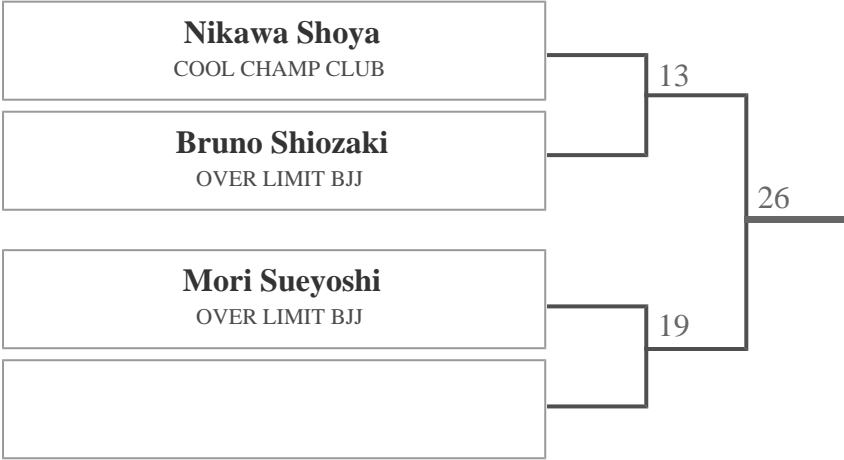 Nikawa Shoya
COOL CHAMP CLUB
13
Bruno Shiozaki
OVER LIMIT BJJ
26
Mori Sueyoshi
OVER LIMIT BJJ
19